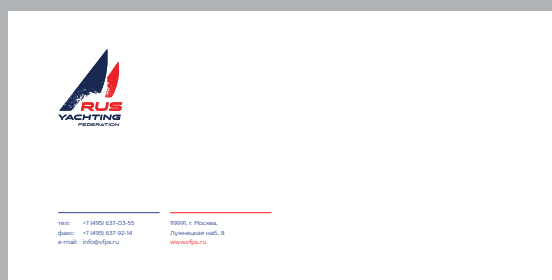 RUS
YACHTING
FEDERATION
тел: +7 (495) 637-03-55
факс: +7 (495) 637-92-14
e-mail: info@vfps.ru
119991, г. Москва,
Лужнецкая наб., 8
www.vfps.ru